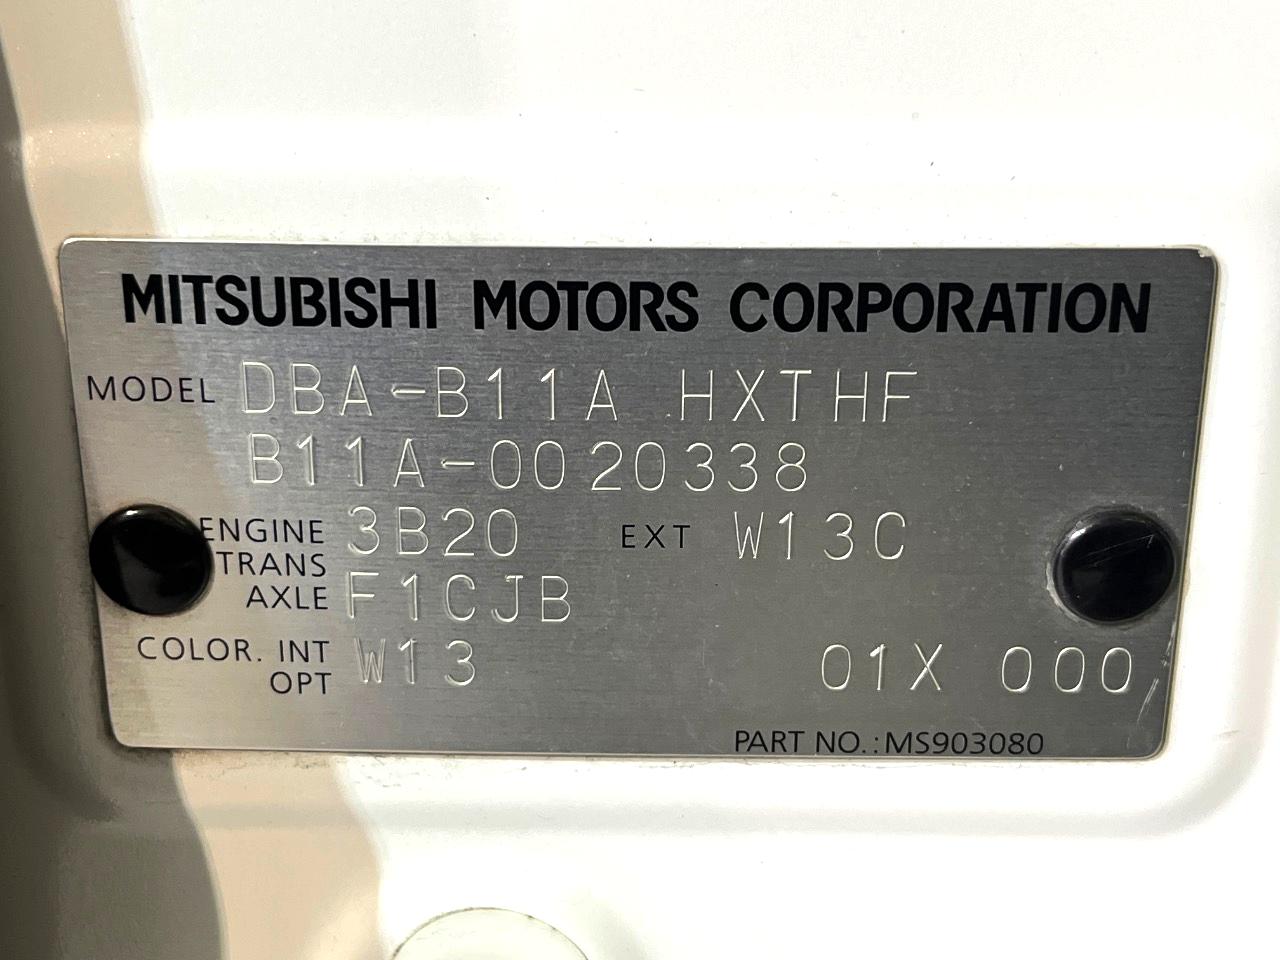 MITSUBISHI MOTORS CORPORATION
MODEL DBA-B11A HXTHF
B11A-0020338
ENGINE 3B20 EXT W13C
TRANS
AXLE F1CJB
COLOR. INT W13 01X 000
OPT
PART NO.:MS903080